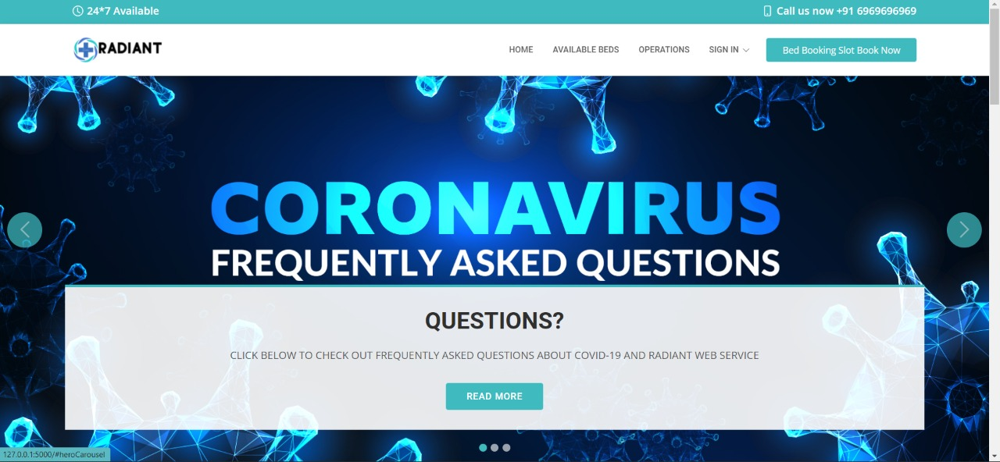 24*7 Available
Call us now +91 6969696969
RADIANT
HOME
AVAILABLE BEDS
OPERATIONS
SIGN IN
Bed Booking Slot Book Now
CORONAVIRUS
FREQUENTLY ASKED QUESTIONS
QUESTIONS?
CLICK BELOW TO CHECK OUT FREQUENTLY ASKED QUESTIONS ABOUT COVID-19 AND RADIANT WEB SERVICE
READ MORE
127.0.0.1:5000/#heroCarousel